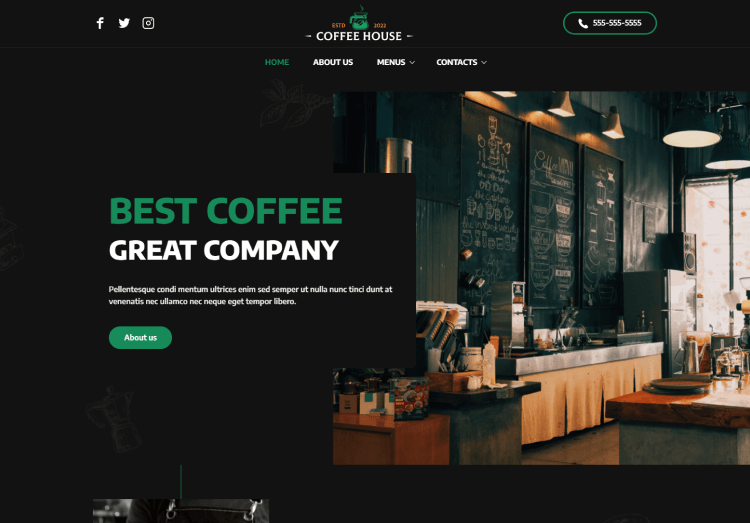 ESTD 2022
COFFEE HOUSE
555-555-5555
HOME ABOUT US MENUS CONTACTS
BEST COFFEE
GREAT COMPANY
Pellentesque condi mentum ultrices enim sed semper ut nulla nunc tinci dunt at
venenatis nec ullamco nec neque eget tempor libero.
About us